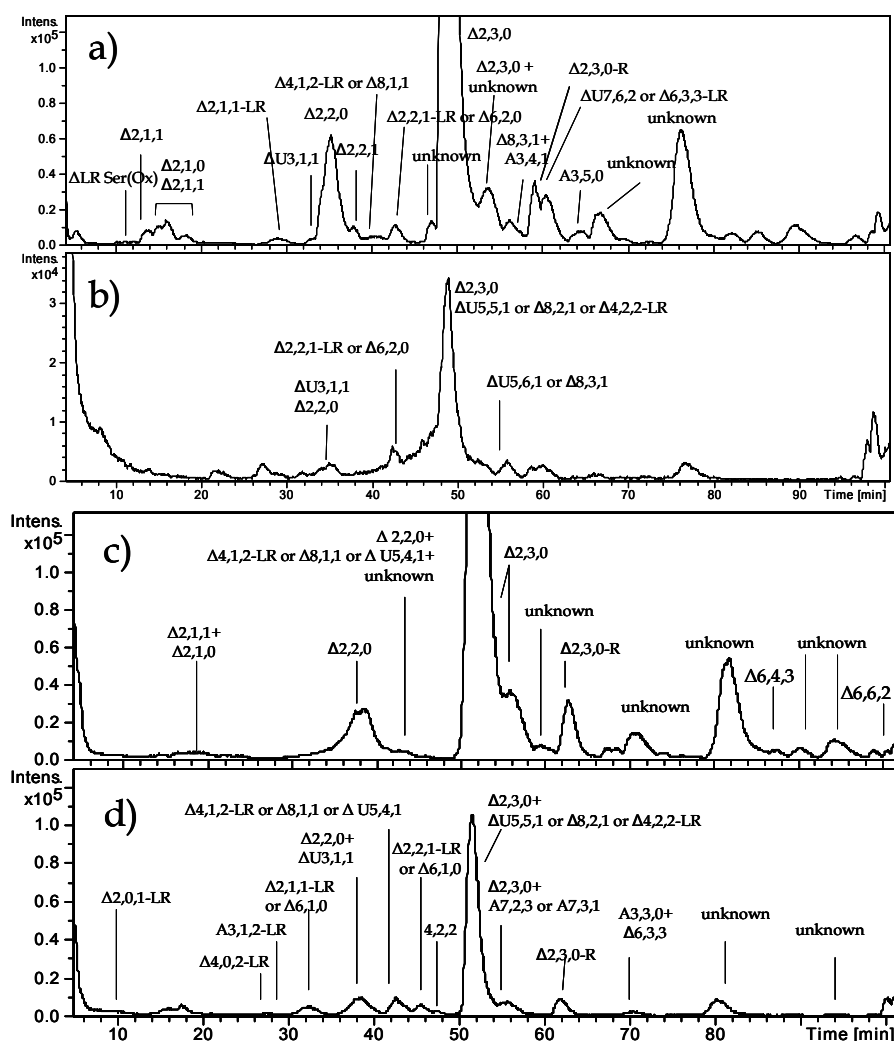 Intens.
x10⁵
a)
Δ2,3,0
Δ2,3,0 +
unknown
Δ2,3,0-R
Δ4,1,2-LR or Δ8,1,1
Δ2,1,1-LR
Δ2,2,0
Δ2,2,1-LR or Δ6,2,0
ΔU7,6,2 or Δ6,3,3-LR
unknown
Δ2,1,1
ΔU3,1,1
Δ2,2,1
unknown
Δ8,3,1+
A3,4,1
A3,5,0
unknown
ΔLR Ser(Ox)
Δ2,1,0
Δ2,1,1
1.0
0.8
0.6
0.4
0.2
0.0
Intens.
x10⁴
b)
Δ2,3,0
ΔU5,5,1 or Δ8,2,1 or Δ4,2,2-LR
Δ2,2,1-LR or Δ6,2,0
ΔU3,1,1
Δ2,2,0
ΔU5,6,1 or Δ8,3,1
3
2
1
0
10 20 30 40 50 60 70 80 90 Time [min]
Intens.
x10⁵
c)
Δ 2,2,0+
Δ4,1,2-LR or Δ8,1,1 or Δ U5,4,1+
unknown
Δ2,3,0
unknown
Δ2,1,1+
Δ2,1,0
Δ2,2,0
Δ2,3,0-R
unknown
unknown
Δ6,4,3
unknown
Δ6,6,2
1.0
0.8
0.6
0.4
0.2
0.0
Intens.
x10⁵
d)
Δ4,1,2-LR or Δ8,1,1 or Δ U5,4,1
Δ2,3,0+
ΔU5,5,1 or Δ8,2,1 or Δ4,2,2-LR
Δ2,2,0+
ΔU3,1,1
Δ2,2,1-LR
or Δ6,1,0
Δ2,1,1-LR
or Δ6,1,0
Δ2,3,0+
A7,2,3 or A7,3,1
Δ2,0,1-LR
A3,1,2-LR
4,2,2
Δ4,0,2-LR
Δ2,3,0-R
A3,3,0+
Δ6,3,3
unknown
unknown
1.0
0.8
0.6
0.4
0.2
0.0
10 20 30 40 50 60 70 80 Time [min]